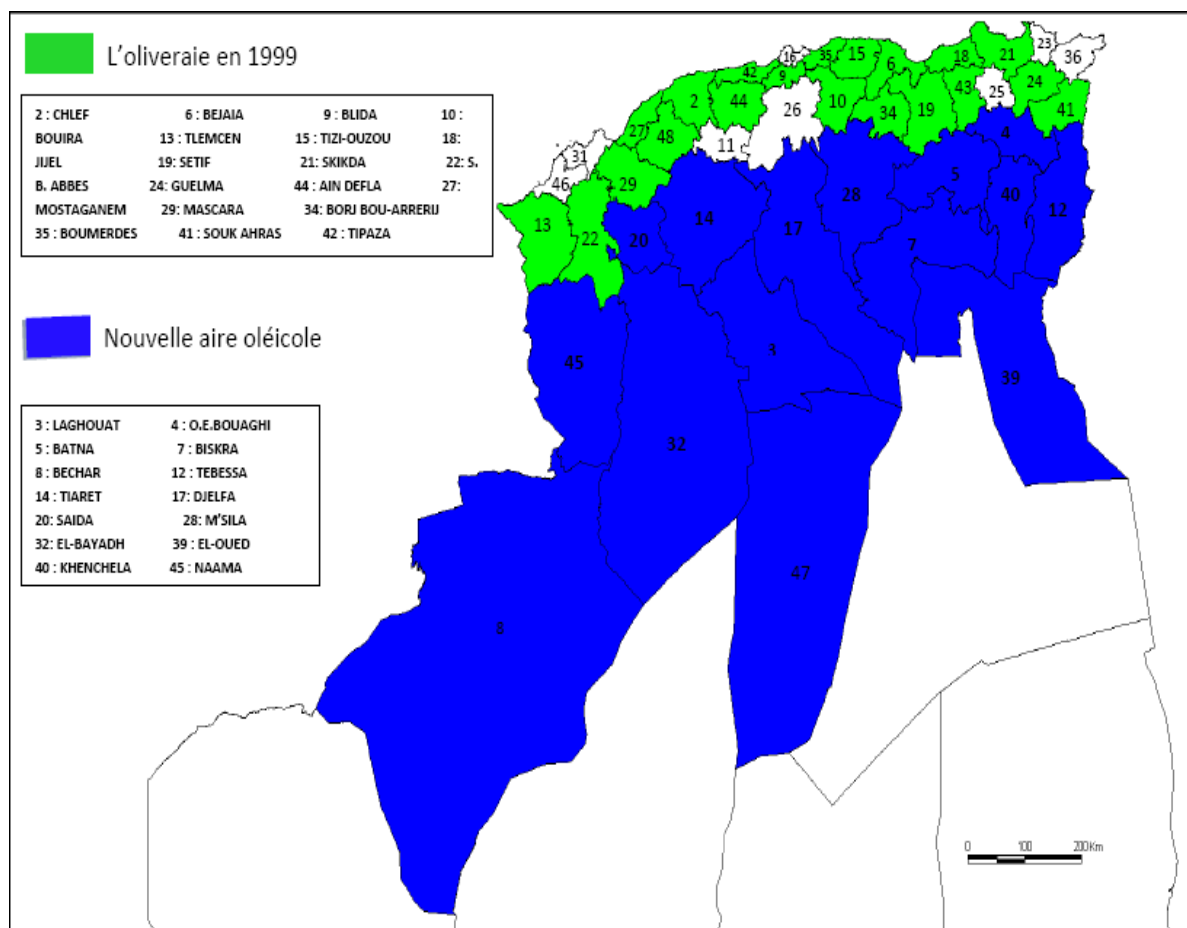 L'oliveraie en 1999
2 : CHLEF 6 : BEJAIA 9 : BLIDA 10 :
BOUIRA 13 : TLEMCEN 15 : TIZI-OUZOU 18:
JIJEL 19: SETIF 21: SKIKDA 22: S.
B. ABBES 24: GUELMA 44 : AIN DEFLA 27:
MOSTAGANEM 29: MASCARA 34: BORJ BOU-ARRERIJ
35 : BOUMERDES 41 : SOUK AHRAS 42 : TIPAZA
Nouvelle aire oléicole
3 : LAGHOUAT 4 : O.E.BOUAGHI
5 : BATNA 7 : BISKRA
8 : BECHAR 12 : TEBESSA
14 : TIARET 17: DJELFA
20: SAIDA 28: M'SILA
32: EL-BAYADH 39 : EL-OUED
40 : KHENCHELA 45 : NAAMA
23
16 35 15 18 21 36
42 9 6
2 44 10 34 19 43 25 24 41
27 48 11 26 4
31
46 29 28 5 40 12
13 22 20 14 17 7
45 3 39
32
47
8
0 100 200 Km